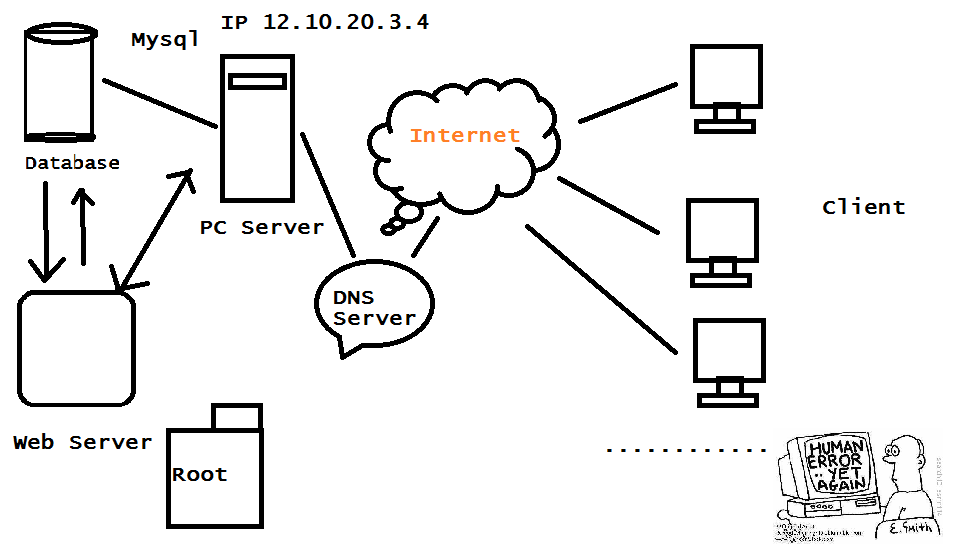 IP 12.10.20.3.4
Mysql
Internet
Database
PC Server
Client
DNS
Server
Web Server
Root
HUMAN
ERROR
.. YET
AGAIN
E. Smith